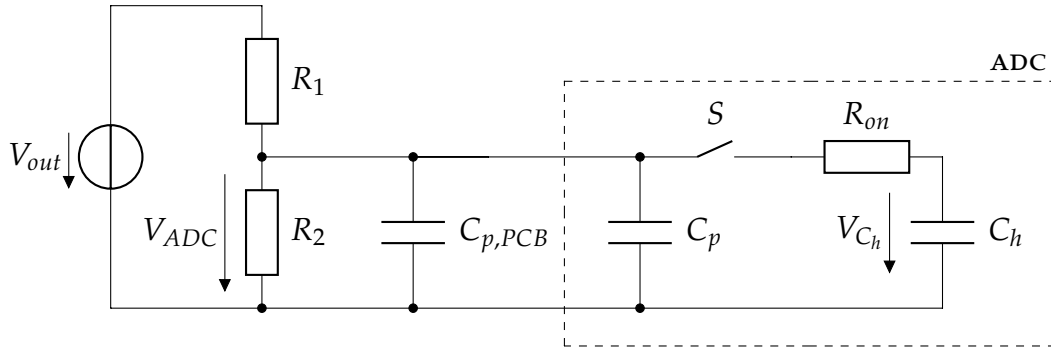 ADC
R_1
S
R_on
V_out
V_ADC
R_2
C_p,PCB
C_p
V_C_h
C_h